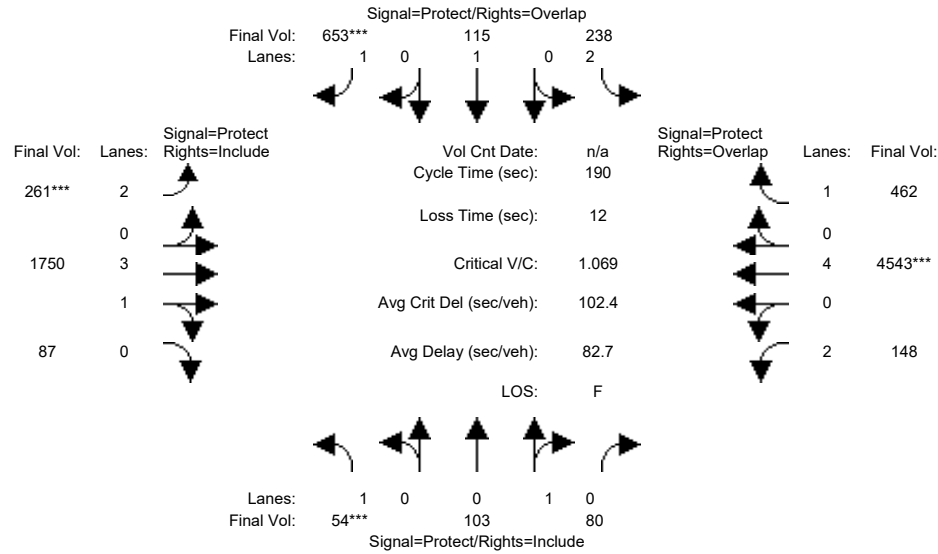 Signal=Protect/Rights=Overlap
Final Vol: 653*** 115 238
Lanes: 1 0 1 0 2
Signal=Protect
Final Vol: Lanes: Rights=Include
Vol Cnt Date: n/a
Signal=Protect
Rights=Overlap Lanes: Final Vol:
Cycle Time (sec): 190
261*** 2
1 462
Loss Time (sec): 12
0
0
1750 3
Critical V/C: 1.069
4 4543***
1
Avg Crit Del (sec/veh): 102.4
0
87 0
Avg Delay (sec/veh): 82.7
2 148
LOS: F
Lanes: 1 0 0 1 0
Final Vol: 54*** 103 80
Signal=Protect/Rights=Include